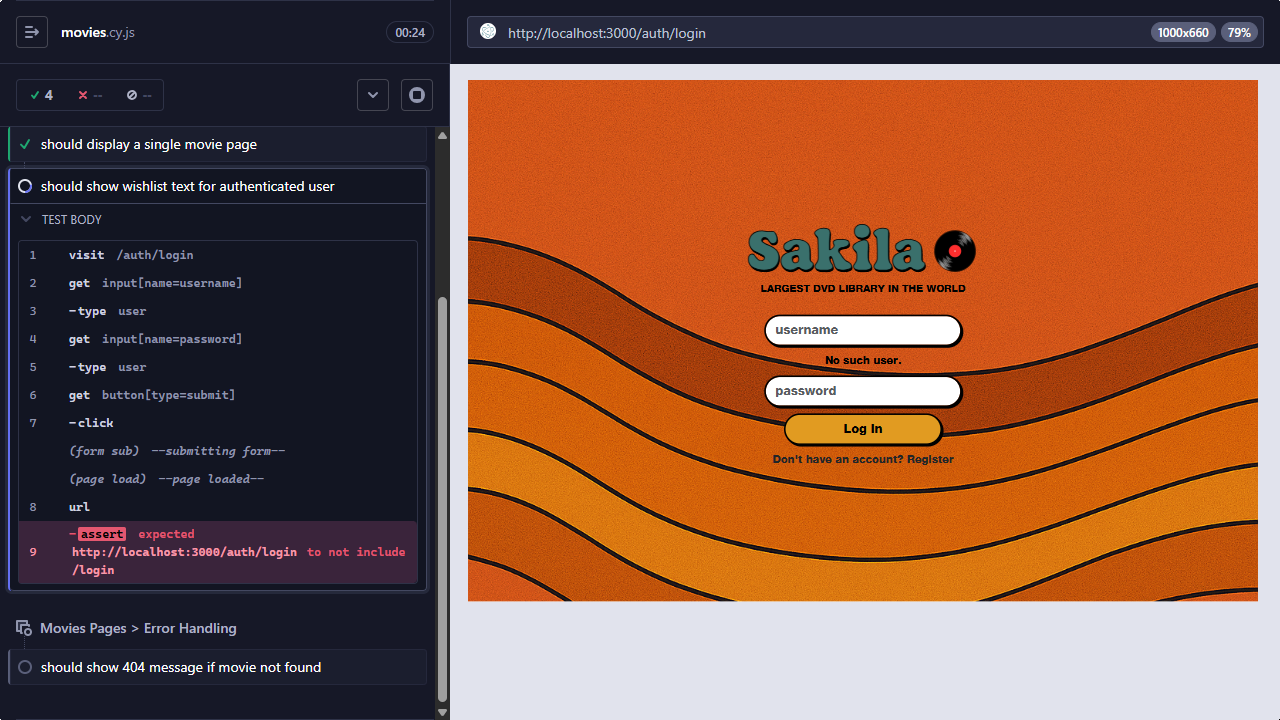 movies.cy.js
00:24
4
--
--
should display a single movie page
should show wishlist text for authenticated user
TEST BODY
1 visit /auth/login
2 get input[name=username]
3 -type user
4 get input[name=password]
5 -type user
6 get button[type=submit]
7 -click
(form sub) --submitting form--
(page load) --page loaded--
8 url
-assert expected
9 http://localhost:3000/auth/login to not include
/login
Movies Pages > Error Handling
should show 404 message if movie not found
http://localhost:3000/auth/login
1000x660
79%
Sakila
LARGEST DVD LIBRARY IN THE WORLD
username
No such user.
password
Log In
Don't have an account? Register